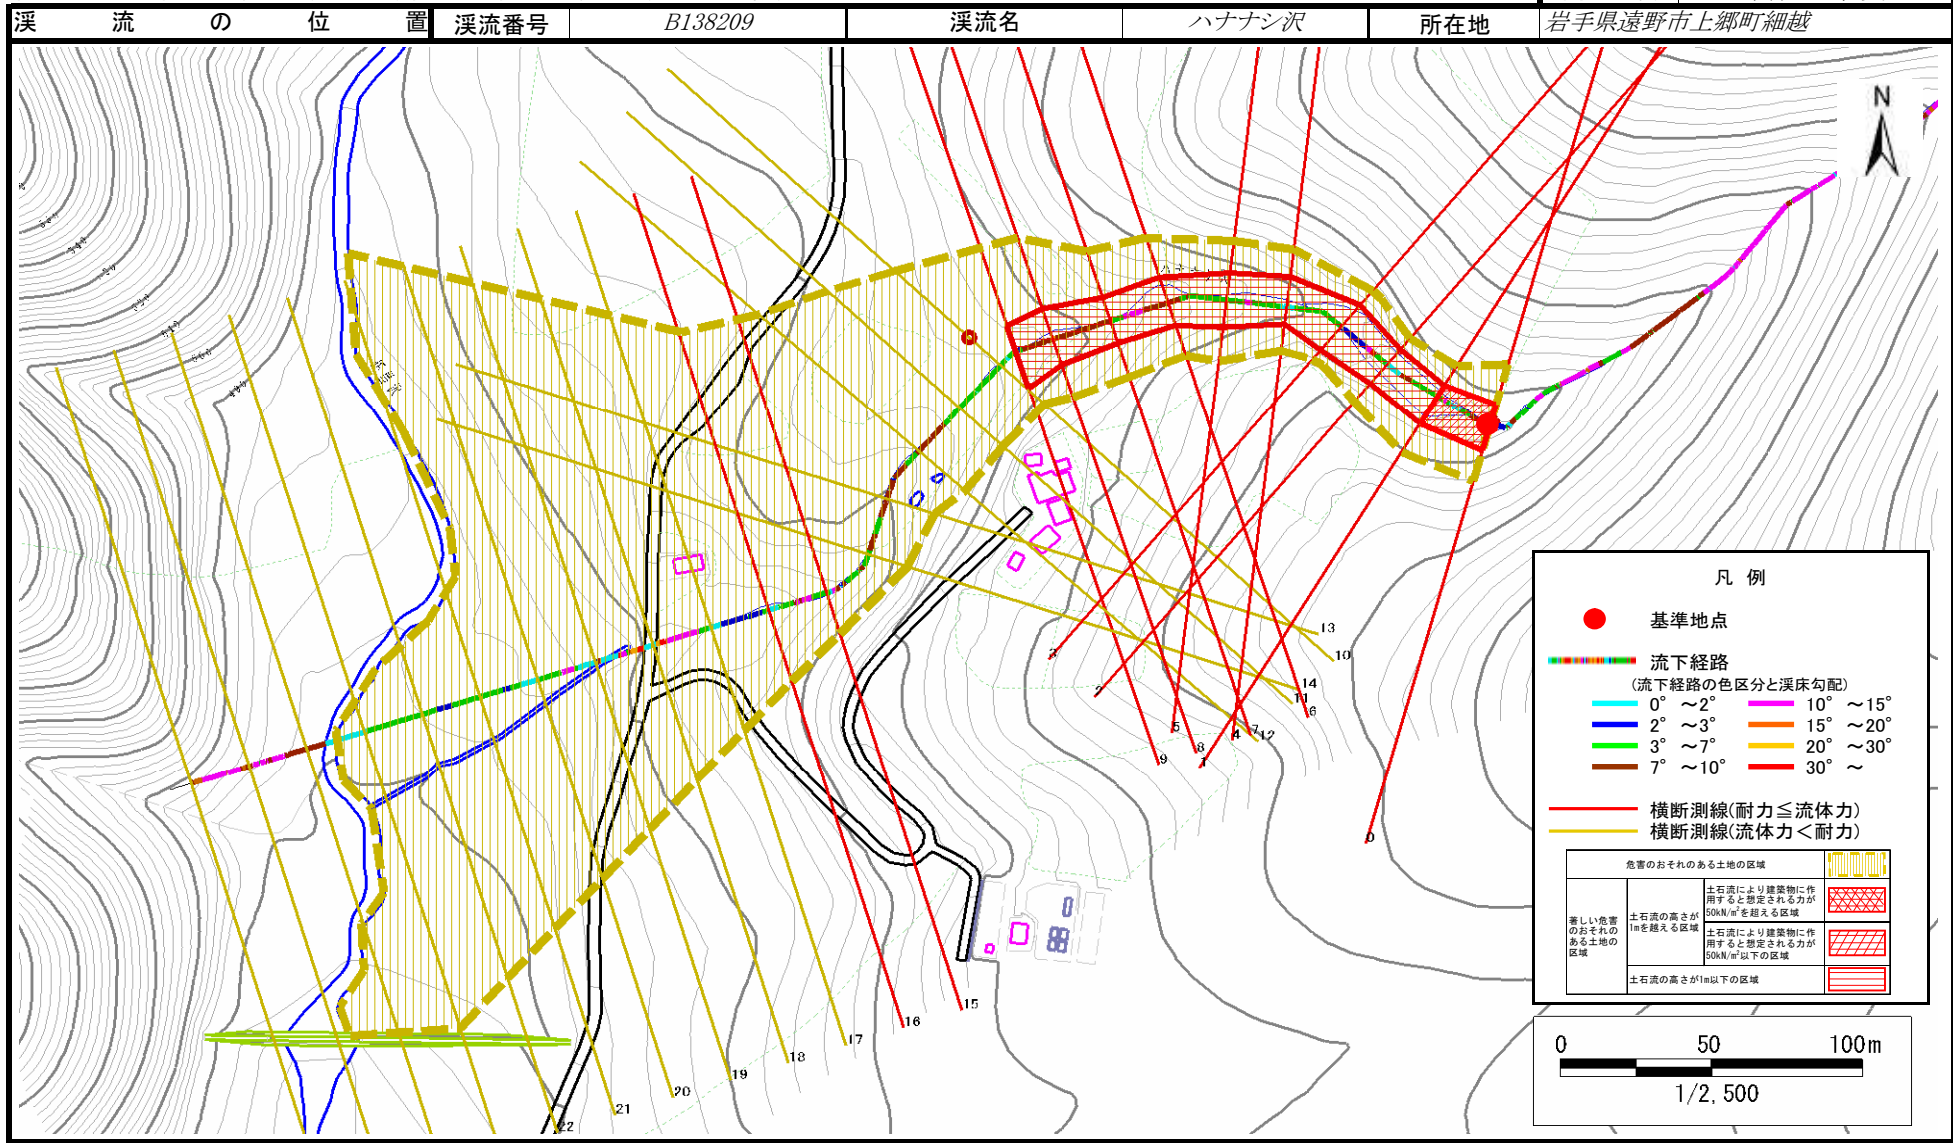 渓流の位置 渓流番号 B138209 渓流名 ハナナシ沢 所在地 岩手県遠野市上郷町細越
N
13
10
14
11
6
3
2
5
8
4
7
12
9
1
0
15
16
17
18
19
20
21
22
凡 例
基準地点
流下経路
(流下経路の色区分と渓床勾配)
0° ～2° 10° ～15°
2° ～3° 15° ～20°
3° ～7° 20° ～30°
7° ～10° 30° ～
横断測線(耐力≦流体力)
横断測線(流体力＜耐力)
危害のおそれのある土地の区域
著しい危害
のおそれの
ある土地の
区域
土石流の高さが
1mを越える区域
土石流により建築物に作
用すると想定される力が
50kN/m²を超える区域
土石流により建築物に作
用すると想定される力が
50kN/m²以下の区域
土石流の高さが1m以下の区域
0 50 100m
1/2,500